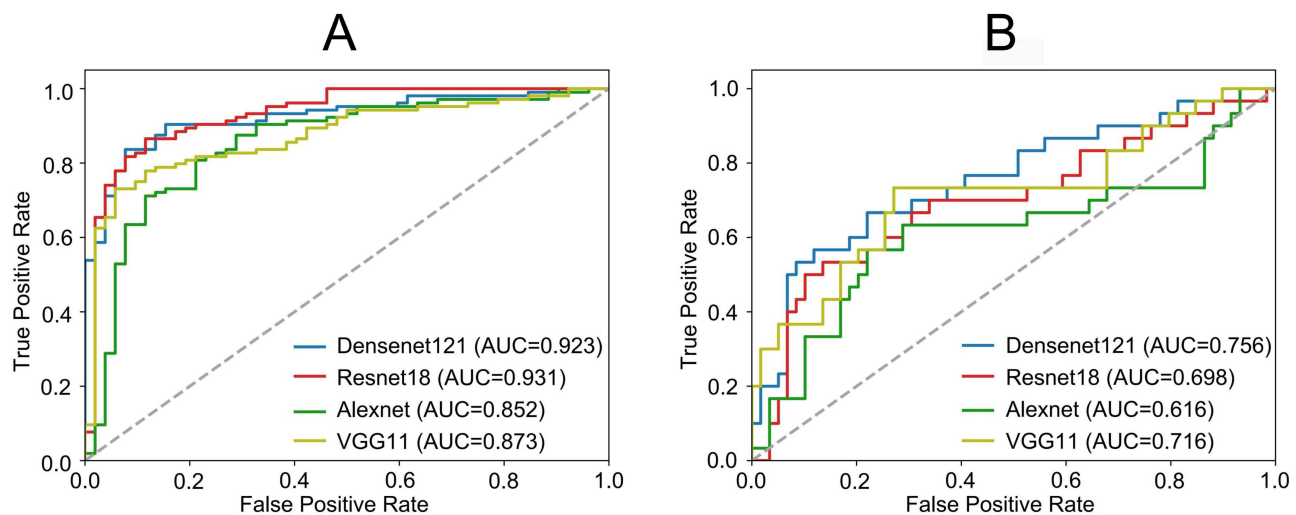 A
True Positive Rate
1.0
0.8
0.6
0.4
0.2
0.0
Densenet121 (AUC=0.923)
Resnet18 (AUC=0.931)
Alexnet (AUC=0.852)
VGG11 (AUC=0.873)
0.0 0.2 0.4 0.6 0.8 1.0
False Positive Rate
B
True Positive Rate
1.0
0.8
0.6
0.4
0.2
0.0
Densenet121 (AUC=0.756)
Resnet18 (AUC=0.698)
Alexnet (AUC=0.616)
VGG11 (AUC=0.716)
0.0 0.2 0.4 0.6 0.8 1.0
False Positive Rate